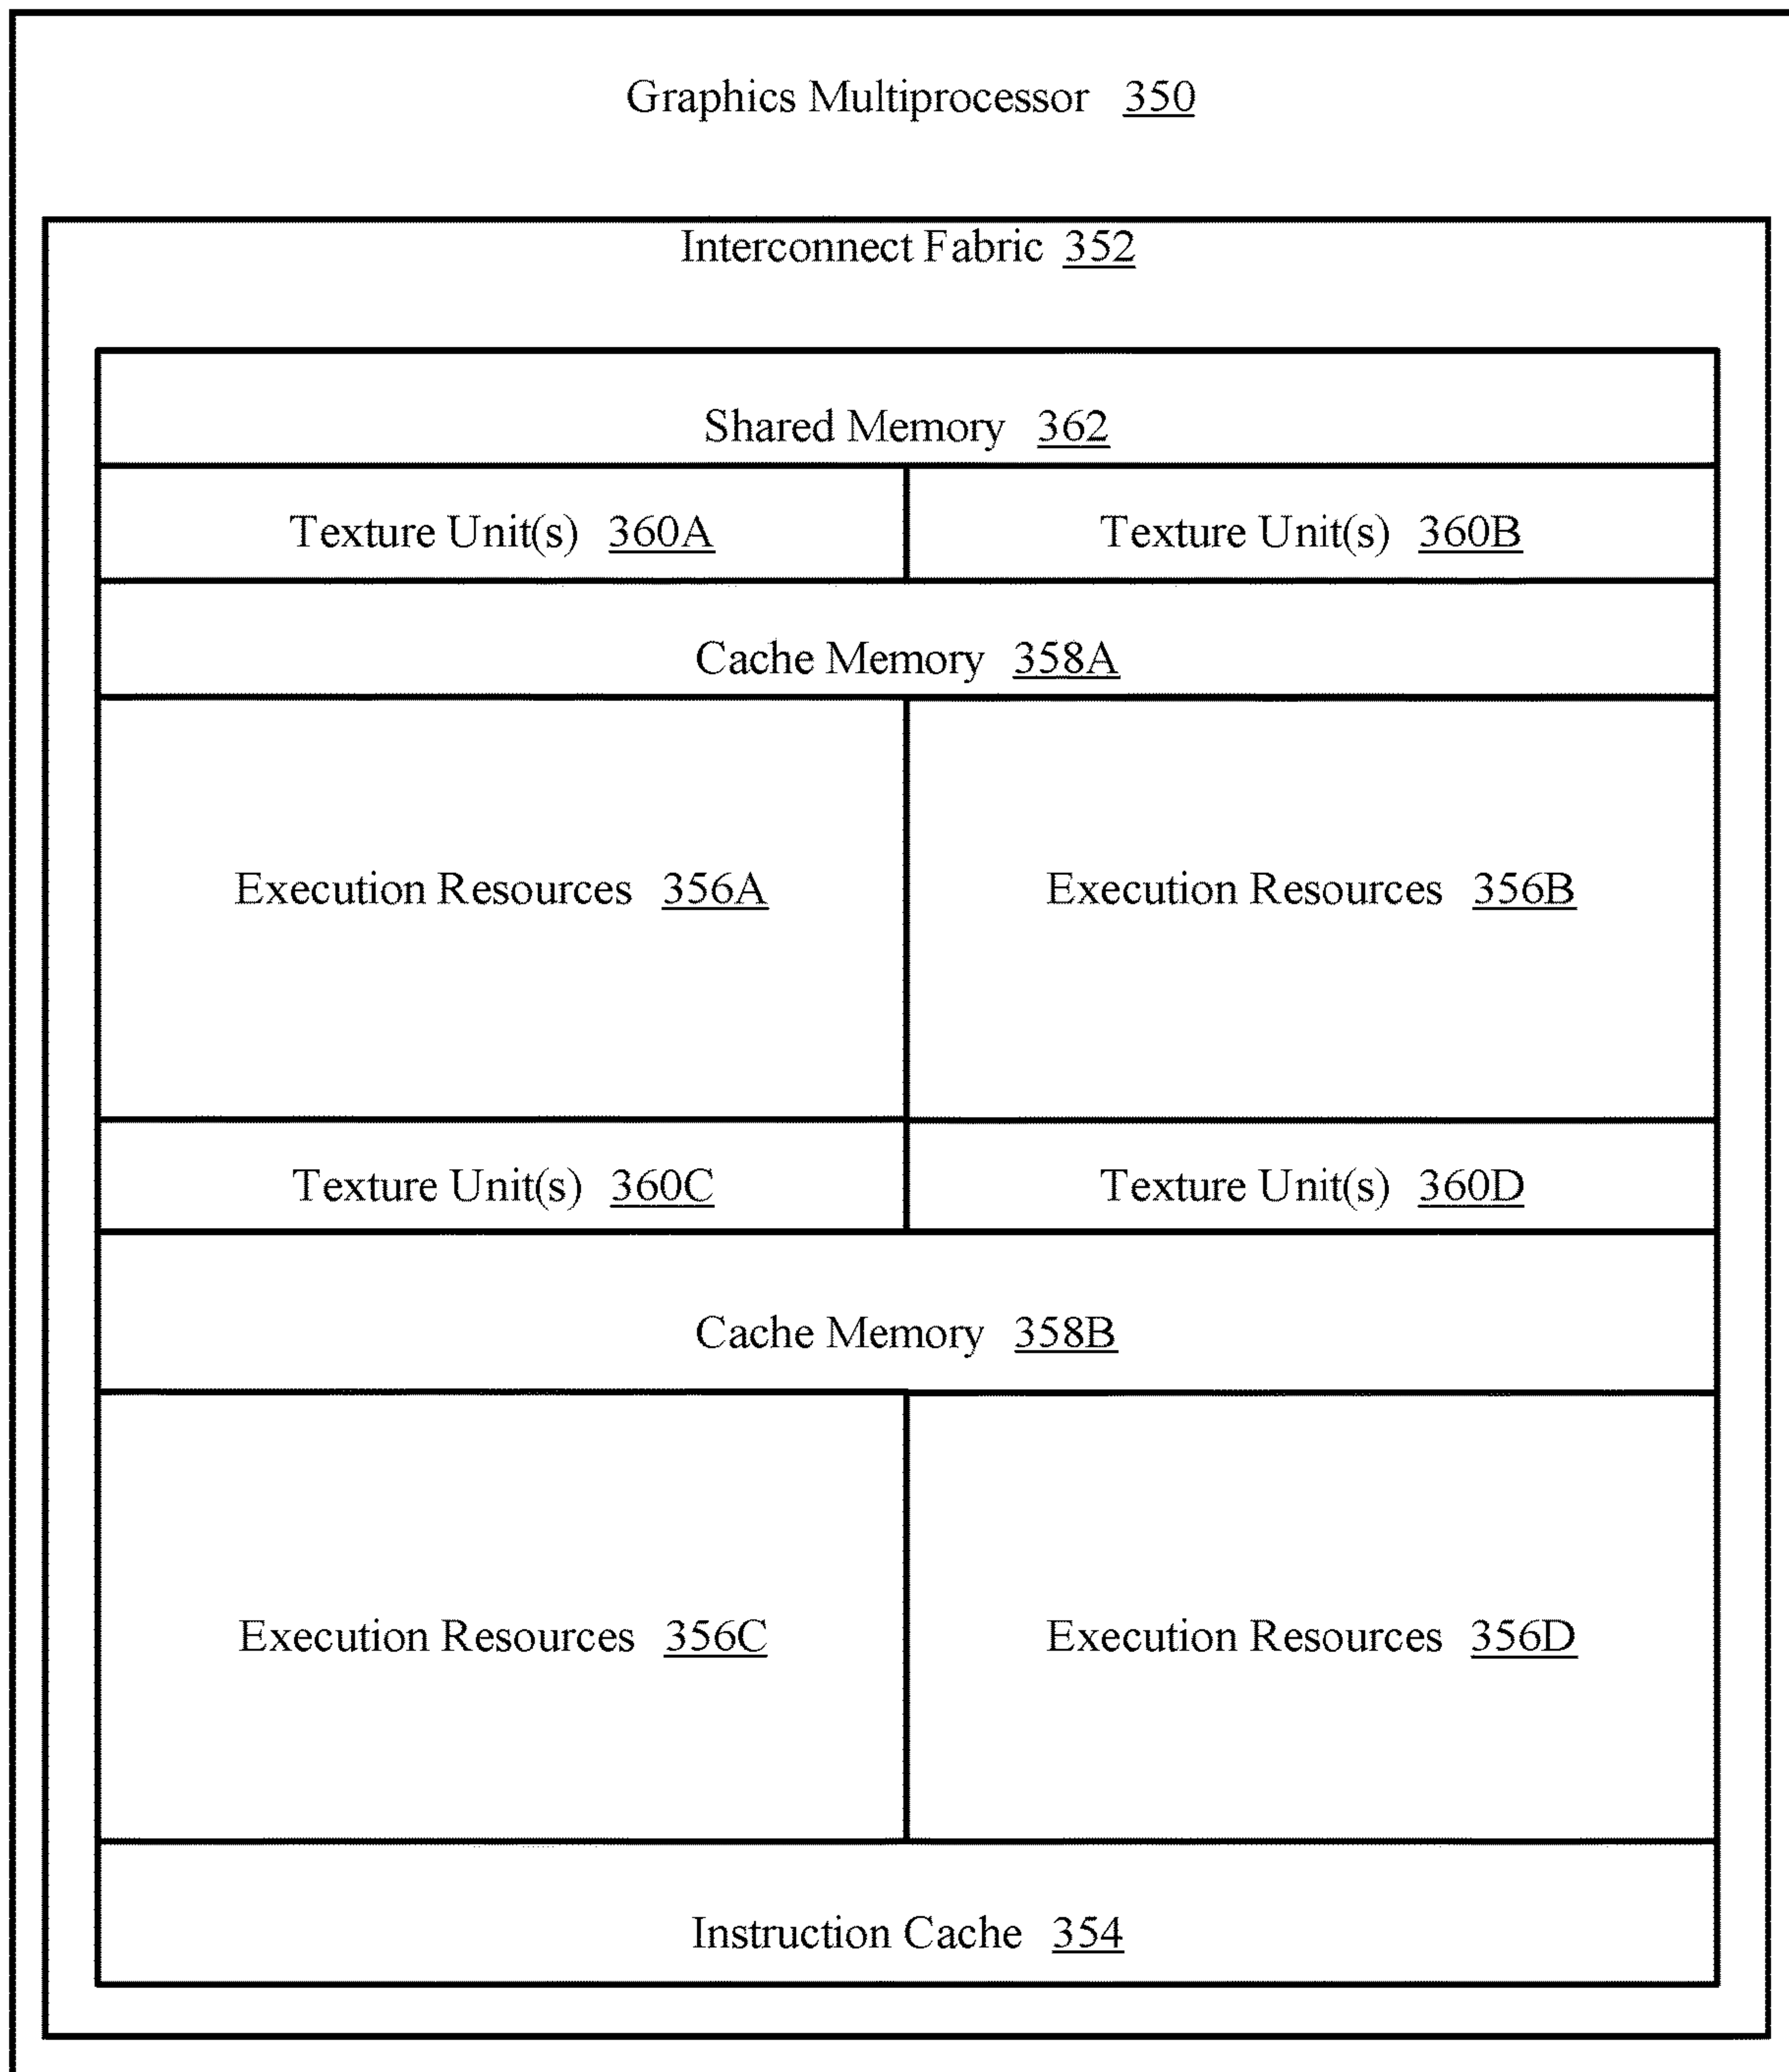 Graphics Multiprocessor 350
Interconnect Fabric 352
Shared Memory 362
Texture Unit(s) 360A
Texture Unit(s) 360B
Cache Memory 358A
Execution Resources 356A
Execution Resources 356B
Texture Unit(s) 360C
Texture Unit(s) 360D
Cache Memory 358B
Execution Resources 356C
Execution Resources 356D
Instruction Cache 354